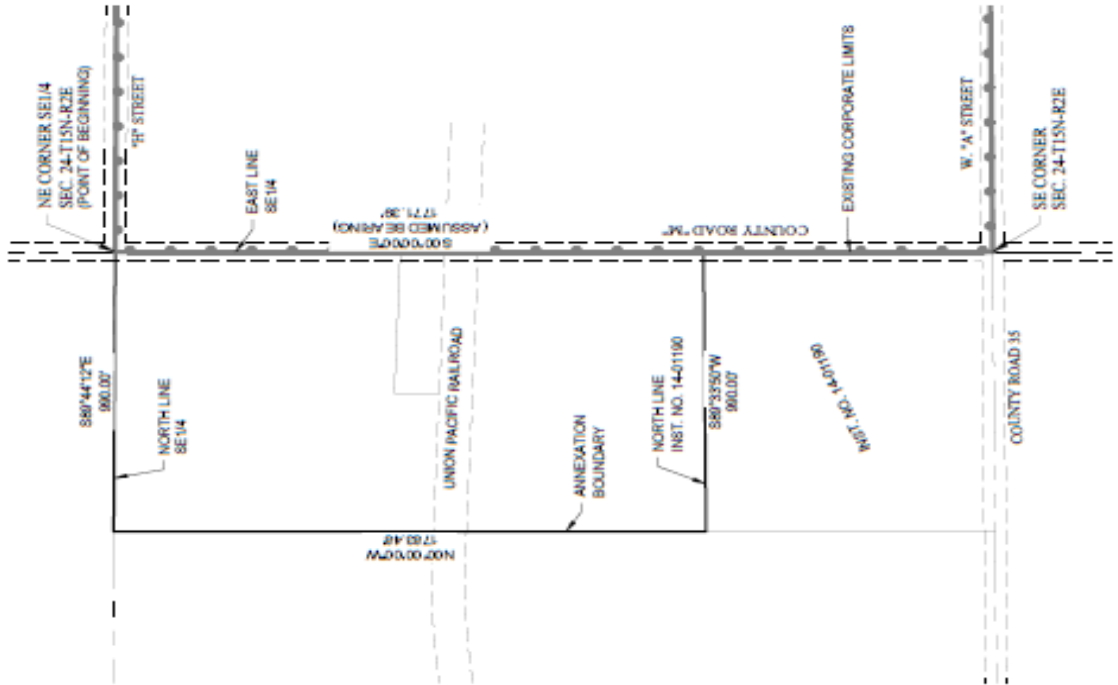 NE CORNER SE1/4
SEC. 24-T15N-R2E
(POINT OF BEGINNING)
"H" STREET
EAST LINE
SE1/4
S00°00'00"E
(ASSUMED BEARING)
1771.39'
COUNTY ROAD "M"
EXISTING CORPORATE LIMITS
W. "A" STREET
SE CORNER
SEC. 24-T15N-R2E
S89°44'12"E
990.00'
NORTH LINE
SE1/4
UNION PACIFIC RAILROAD
NORTH LINE
INST. NO. 14-01190
S89°33'50"W
990.00'
INST. NO. 14-01190
COUNTY ROAD 35
ANNEXATION
BOUNDARY
N00°00'00"W
1783.48'